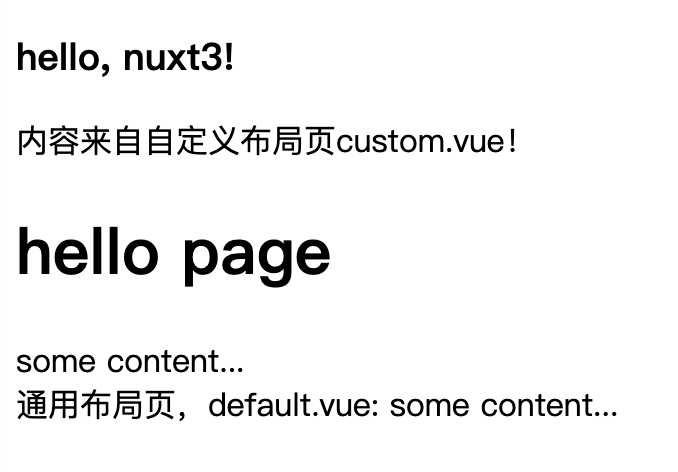 hello, nuxt3!
内容来自自定义布局页custom.vue！
hello page
some content...
通用布局页，default.vue: some content...